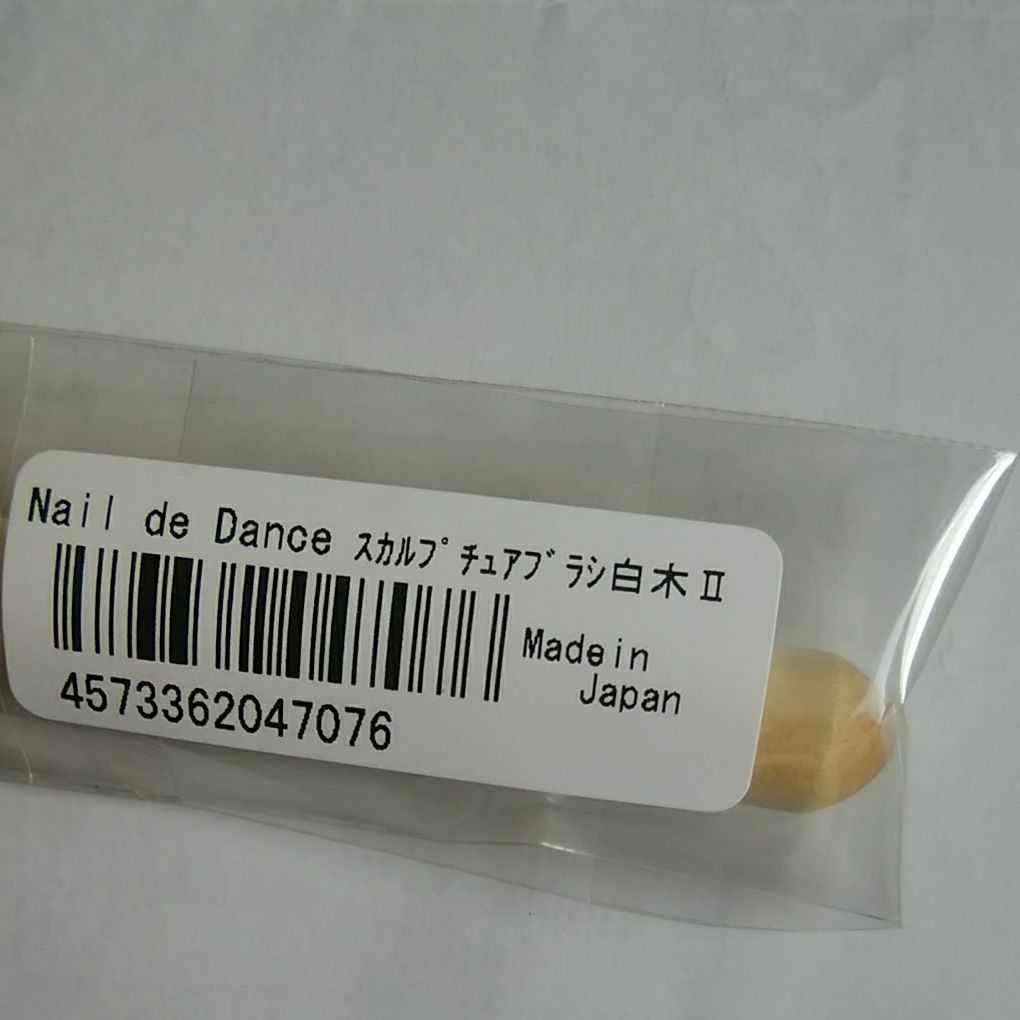 Nail de Dance ｽｶﾙﾌﾟﾁｭｱﾌﾞﾗｼ白木Ⅱ
Made in
Japan
4573362047076